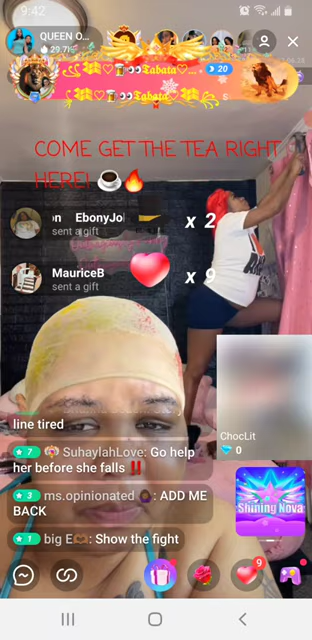 9:42
QUEEN O...
29.7
Tabata
20
Tabata
COME GET THE TEA RIGHT
HERE!
EbonyJo
sent a gift
x 2
MauriceB
sent a gift
x 9
ChocLit
0
line tired
7 SuhaylahLove: Go help
her before she falls ‼️
3 ms.opinionated : ADD ME
BACK
1 big E : Show the fight
Shining Nova
9